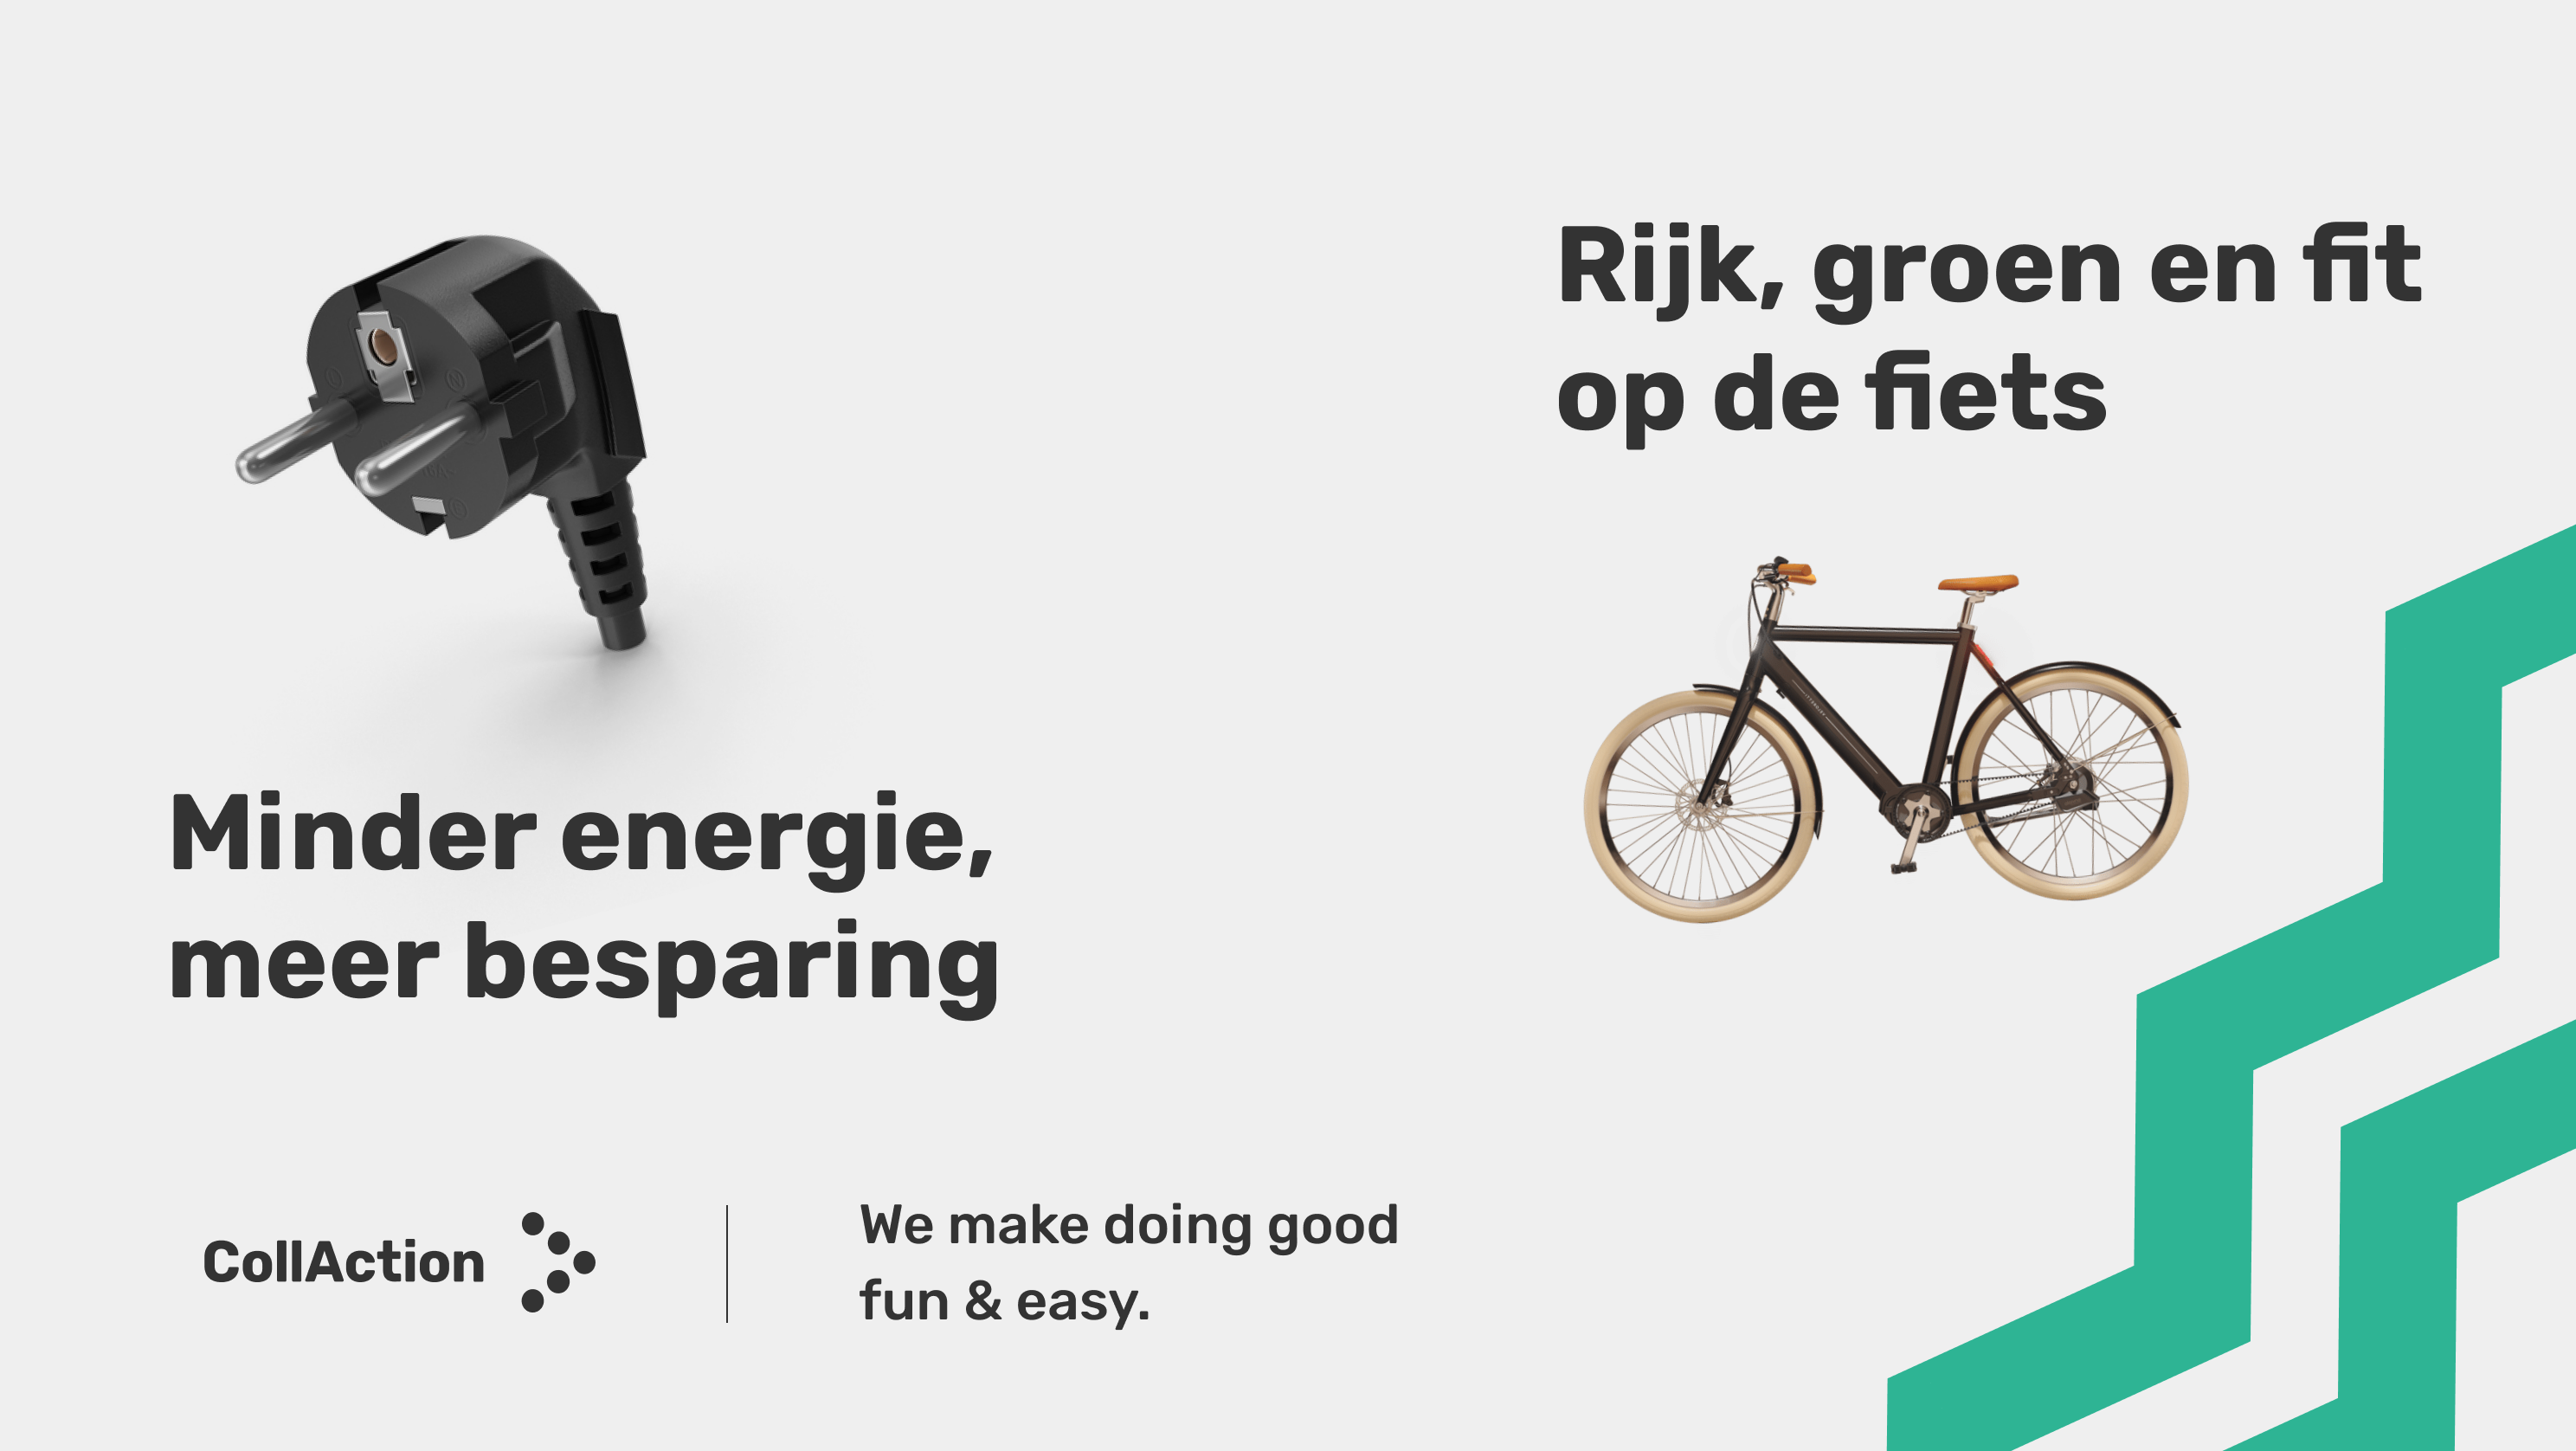 Rijk, groen en fit
op de fiets
Minder energie,
meer besparing
CollAction
We make doing good
fun & easy.